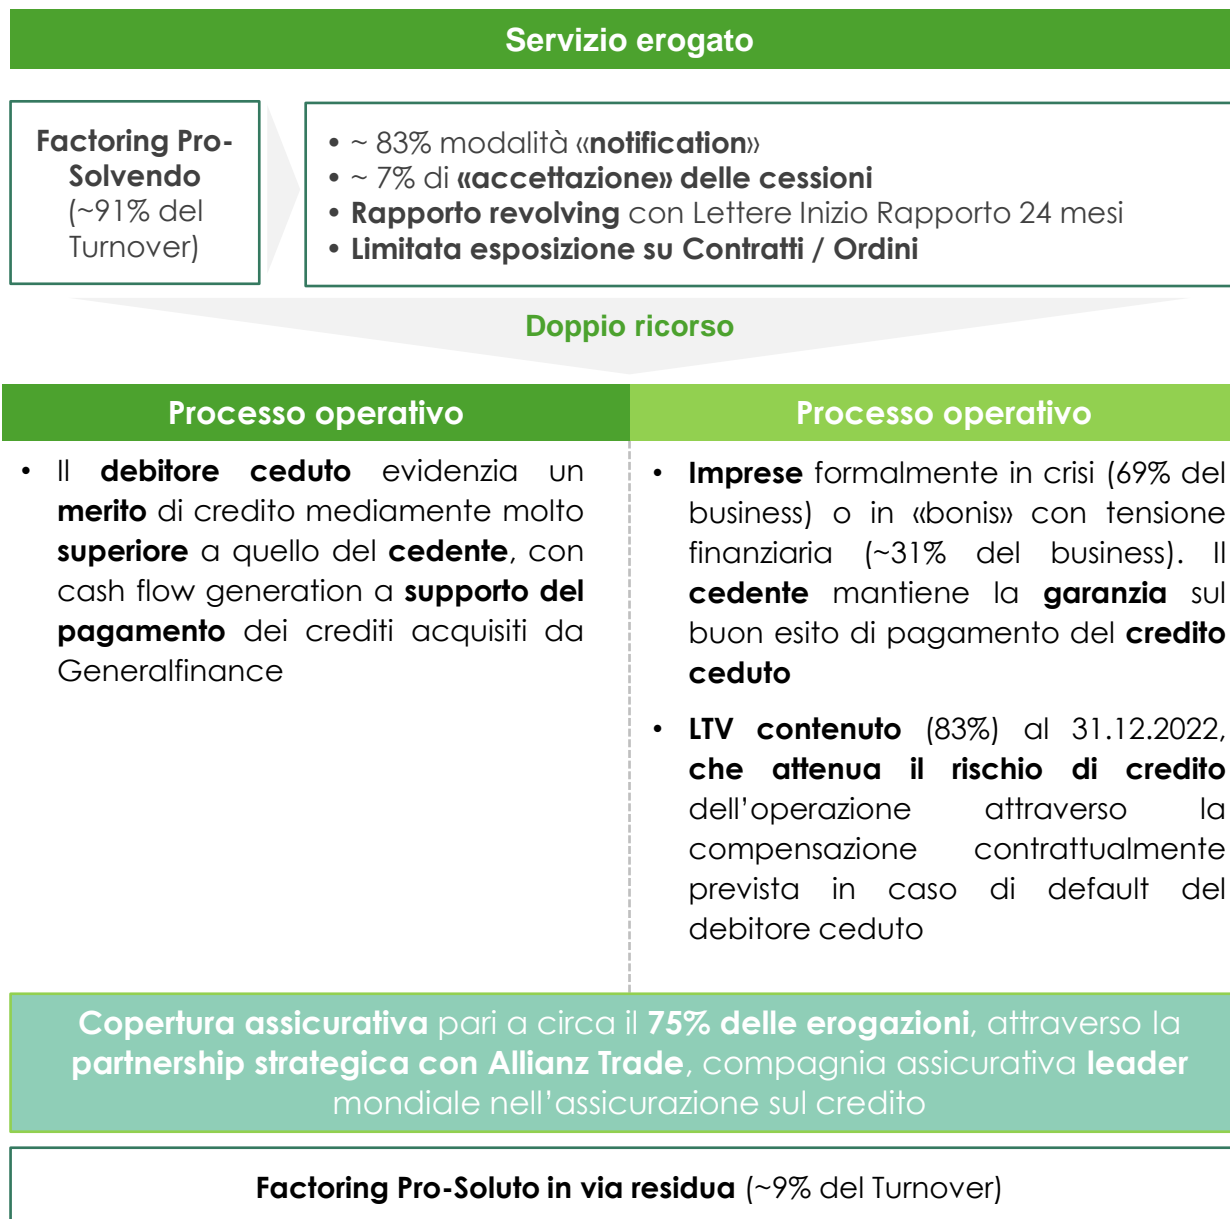 Servizio erogato
Factoring Pro-
Solvendo
(~91% del
Turnover)
• ~ 83% modalità «notification»
• ~ 7% di «accettazione» delle cessioni
• Rapporto revolving con Lettere Inizio Rapporto 24 mesi
• Limitata esposizione su Contratti / Ordini
Doppio ricorso
Processo operativo
• Il debitore ceduto evidenzia un
merito di credito mediamente molto
superiore a quello del cedente, con
cash flow generation a supporto del
pagamento dei crediti acquisiti da
Generalfinance
Processo operativo
• Imprese formalmente in crisi (69% del
business) o in «bonis» con tensione
finanziaria (~31% del business). Il
cedente mantiene la garanzia sul
buon esito di pagamento del credito
ceduto
• LTV contenuto (83%) al 31.12.2022,
che attenua il rischio di credito
dell’operazione attraverso la
compensazione contrattualmente
prevista in caso di default del
debitore ceduto
Copertura assicurativa pari a circa il 75% delle erogazioni, attraverso la
partnership strategica con Allianz Trade, compagnia assicurativa leader
mondiale nell’assicurazione sul credito
Factoring Pro-Soluto in via residua (~9% del Turnover)